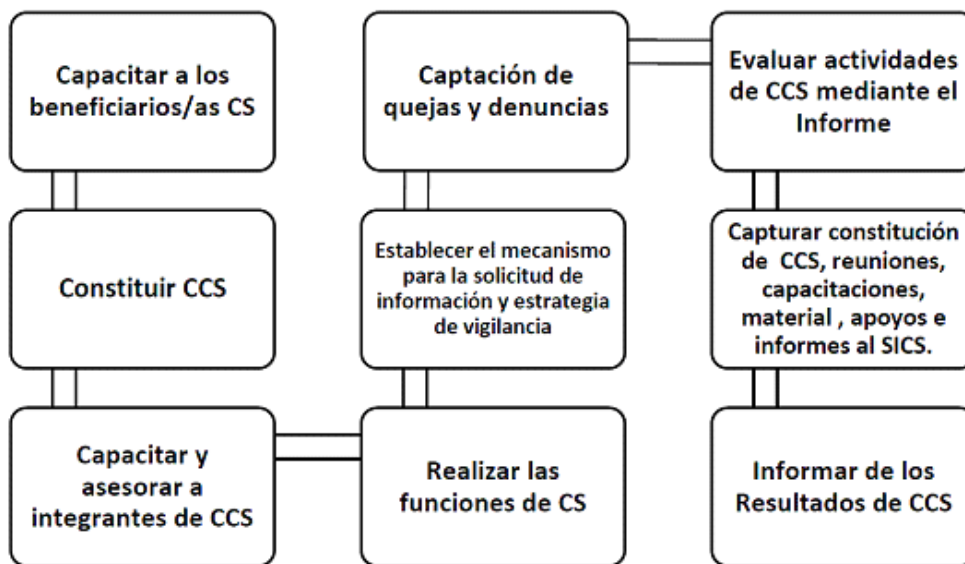 Capacitar a los
beneficiarios/as CS
Constituir CCS
Capacitar y
asesorar a
integrantes de CCS
Realizar las
funciones de CS
Establecer el mecanismo
para la solicitud de
información y estrategia
de vigilancia
Captación de
quejas y denuncias
Evaluar actividades
de CCS mediante el
Informe
Capturar constitución
de CCS, reuniones,
capacitaciones,
material , apoyos e
informes al SICS.
Informar de los
Resultados de CCS